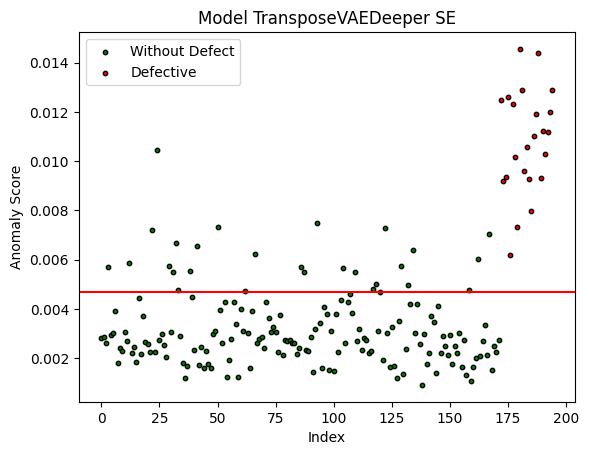 Model TransposeVAEDeeper SE
Without Defect
Defective
0.014
0.012
0.010
0.008
0.006
0.004
0.002
Anomaly Score
0 25 50 75 100 125 150 175 200
Index